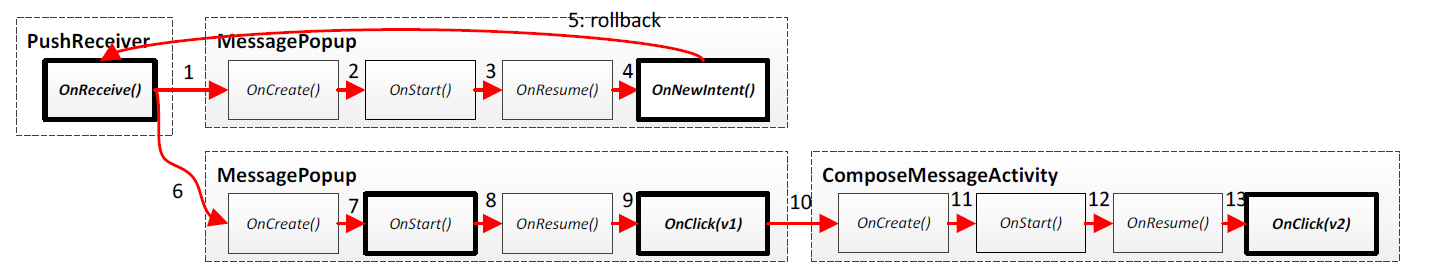 5: rollback
PushReceiver
MessagePopup
OnReceive()
1
OnCreate()
2
OnStart()
3
OnResume()
4
OnNewIntent()
6
MessagePopup
OnCreate()
7
OnStart()
8
OnResume()
9
OnClick(v1)
10
ComposeMessageActivity
OnCreate()
11
OnStart()
12
OnResume()
13
OnClick(v2)